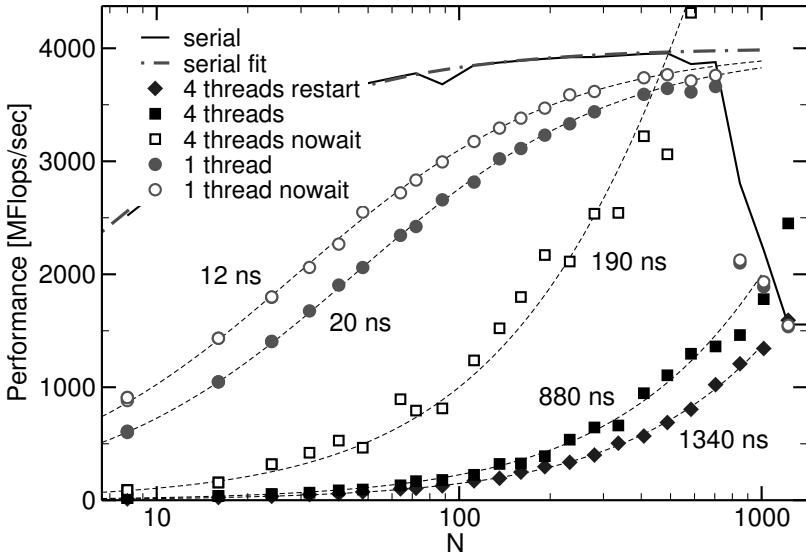 4000
3000
2000
1000
0
Performance [MFlops/sec]
serial
serial fit
4 threads restart
4 threads
4 threads nowait
1 thread
1 thread nowait
12 ns
20 ns
190 ns
880 ns
1340 ns
10
100
1000
N